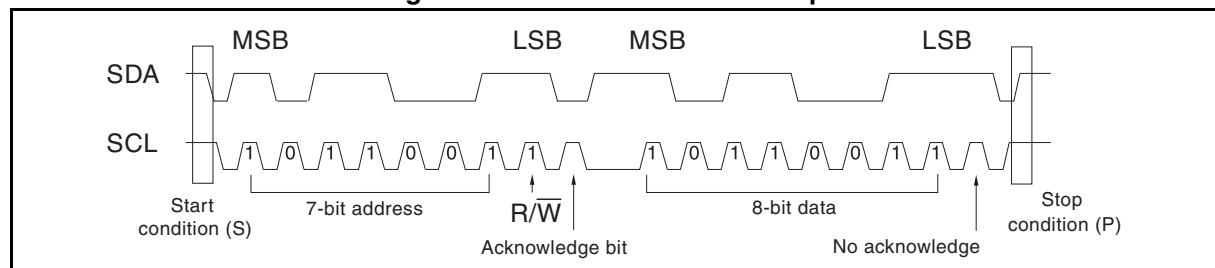 MSB LSB MSB LSB
SDA
SCL
1 0 1 1 0 0 1 1 1 0 1 1 0 0 1 1
7-bit address R/W̅ 8-bit data
Start
condition (S)
Stop
condition (P)
Acknowledge bit No acknowledge